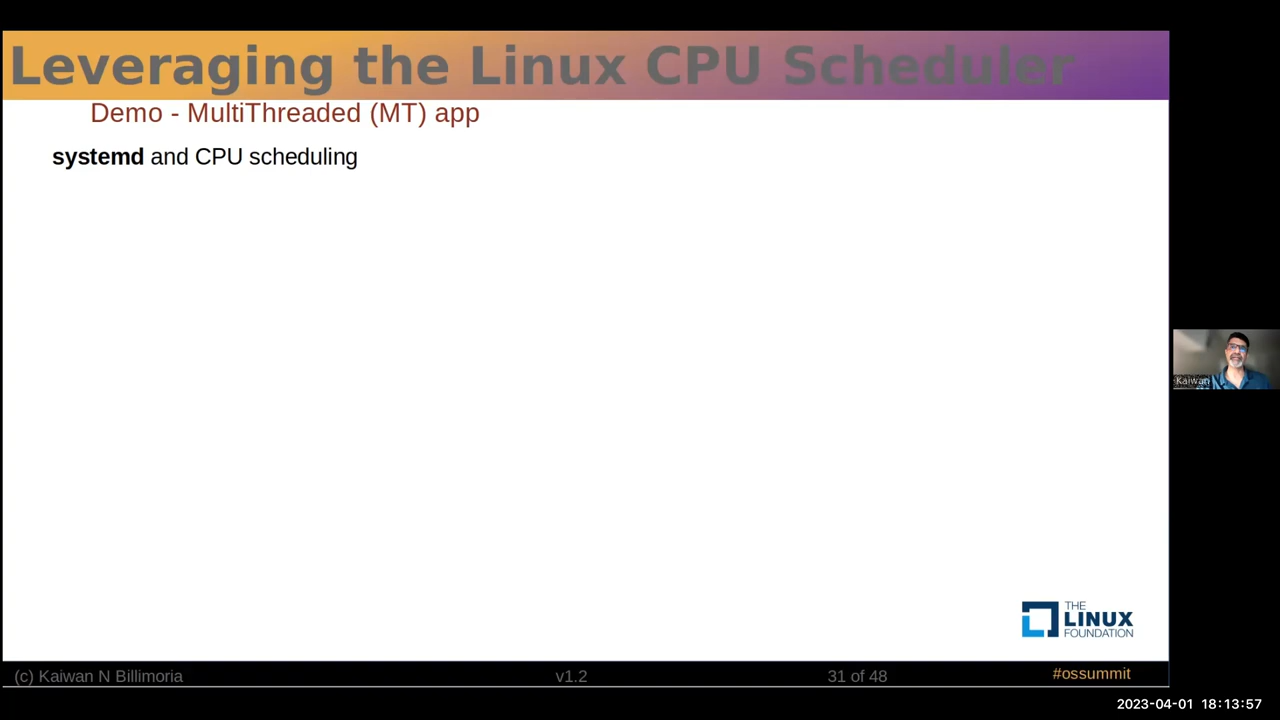 Leveraging the Linux CPU Scheduler
Demo - MultiThreaded (MT) app
systemd and CPU scheduling
Kaiwan
THE
LINUX
FOUNDATION
(c) Kaiwan N Billimoria v1.2 31 of 48 #ossummit
2023-04-01 18:13:57